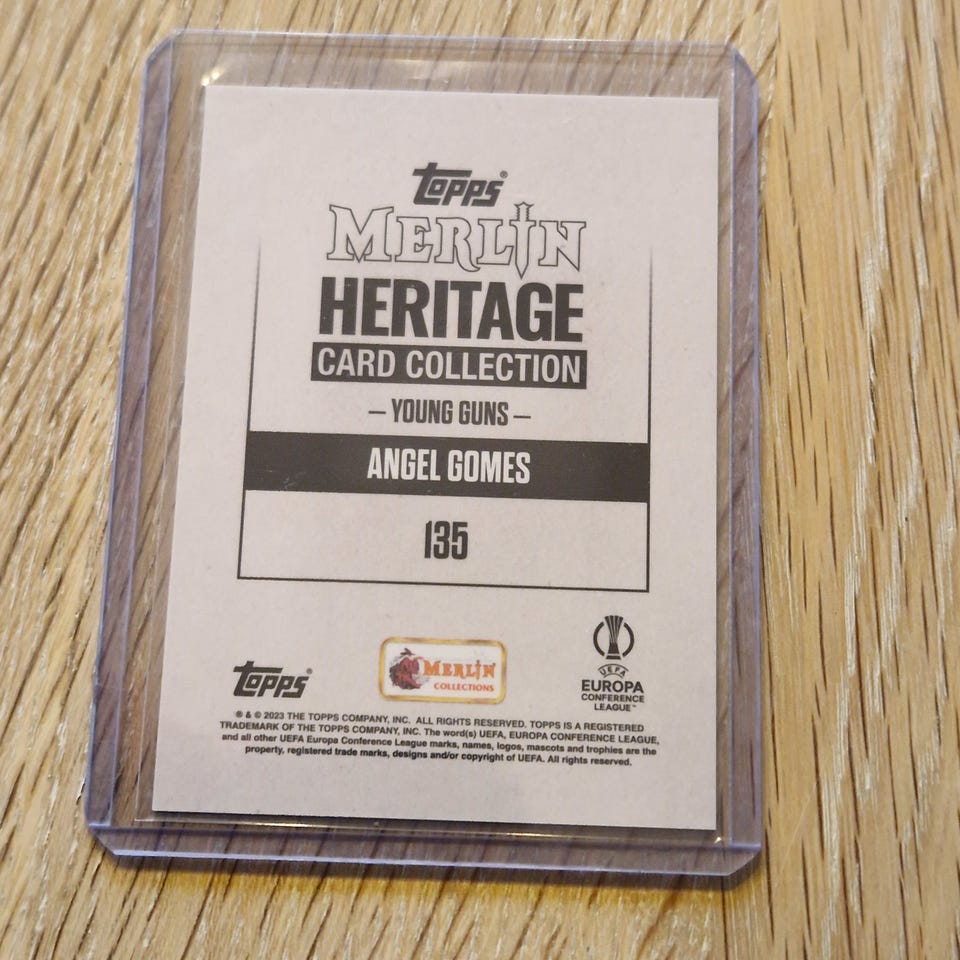 Topps®
MERLIN
HERITAGE
CARD COLLECTION
– YOUNG GUNS –
ANGEL GOMES
135
Topps®
MERLIN
COLLECTIONS
UEFA
EUROPA
CONFERENCE
LEAGUE™
® & © 2023 THE TOPPS COMPANY, INC. ALL RIGHTS RESERVED. TOPPS IS A REGISTERED
TRADEMARK OF THE TOPPS COMPANY, INC. The word(s) UEFA, EUROPA CONFERENCE LEAGUE,
and all other UEFA Europa Conference League marks, names, logos, mascots and trophies are the
property, registered trade marks, designs and/or copyright of UEFA. All rights reserved.